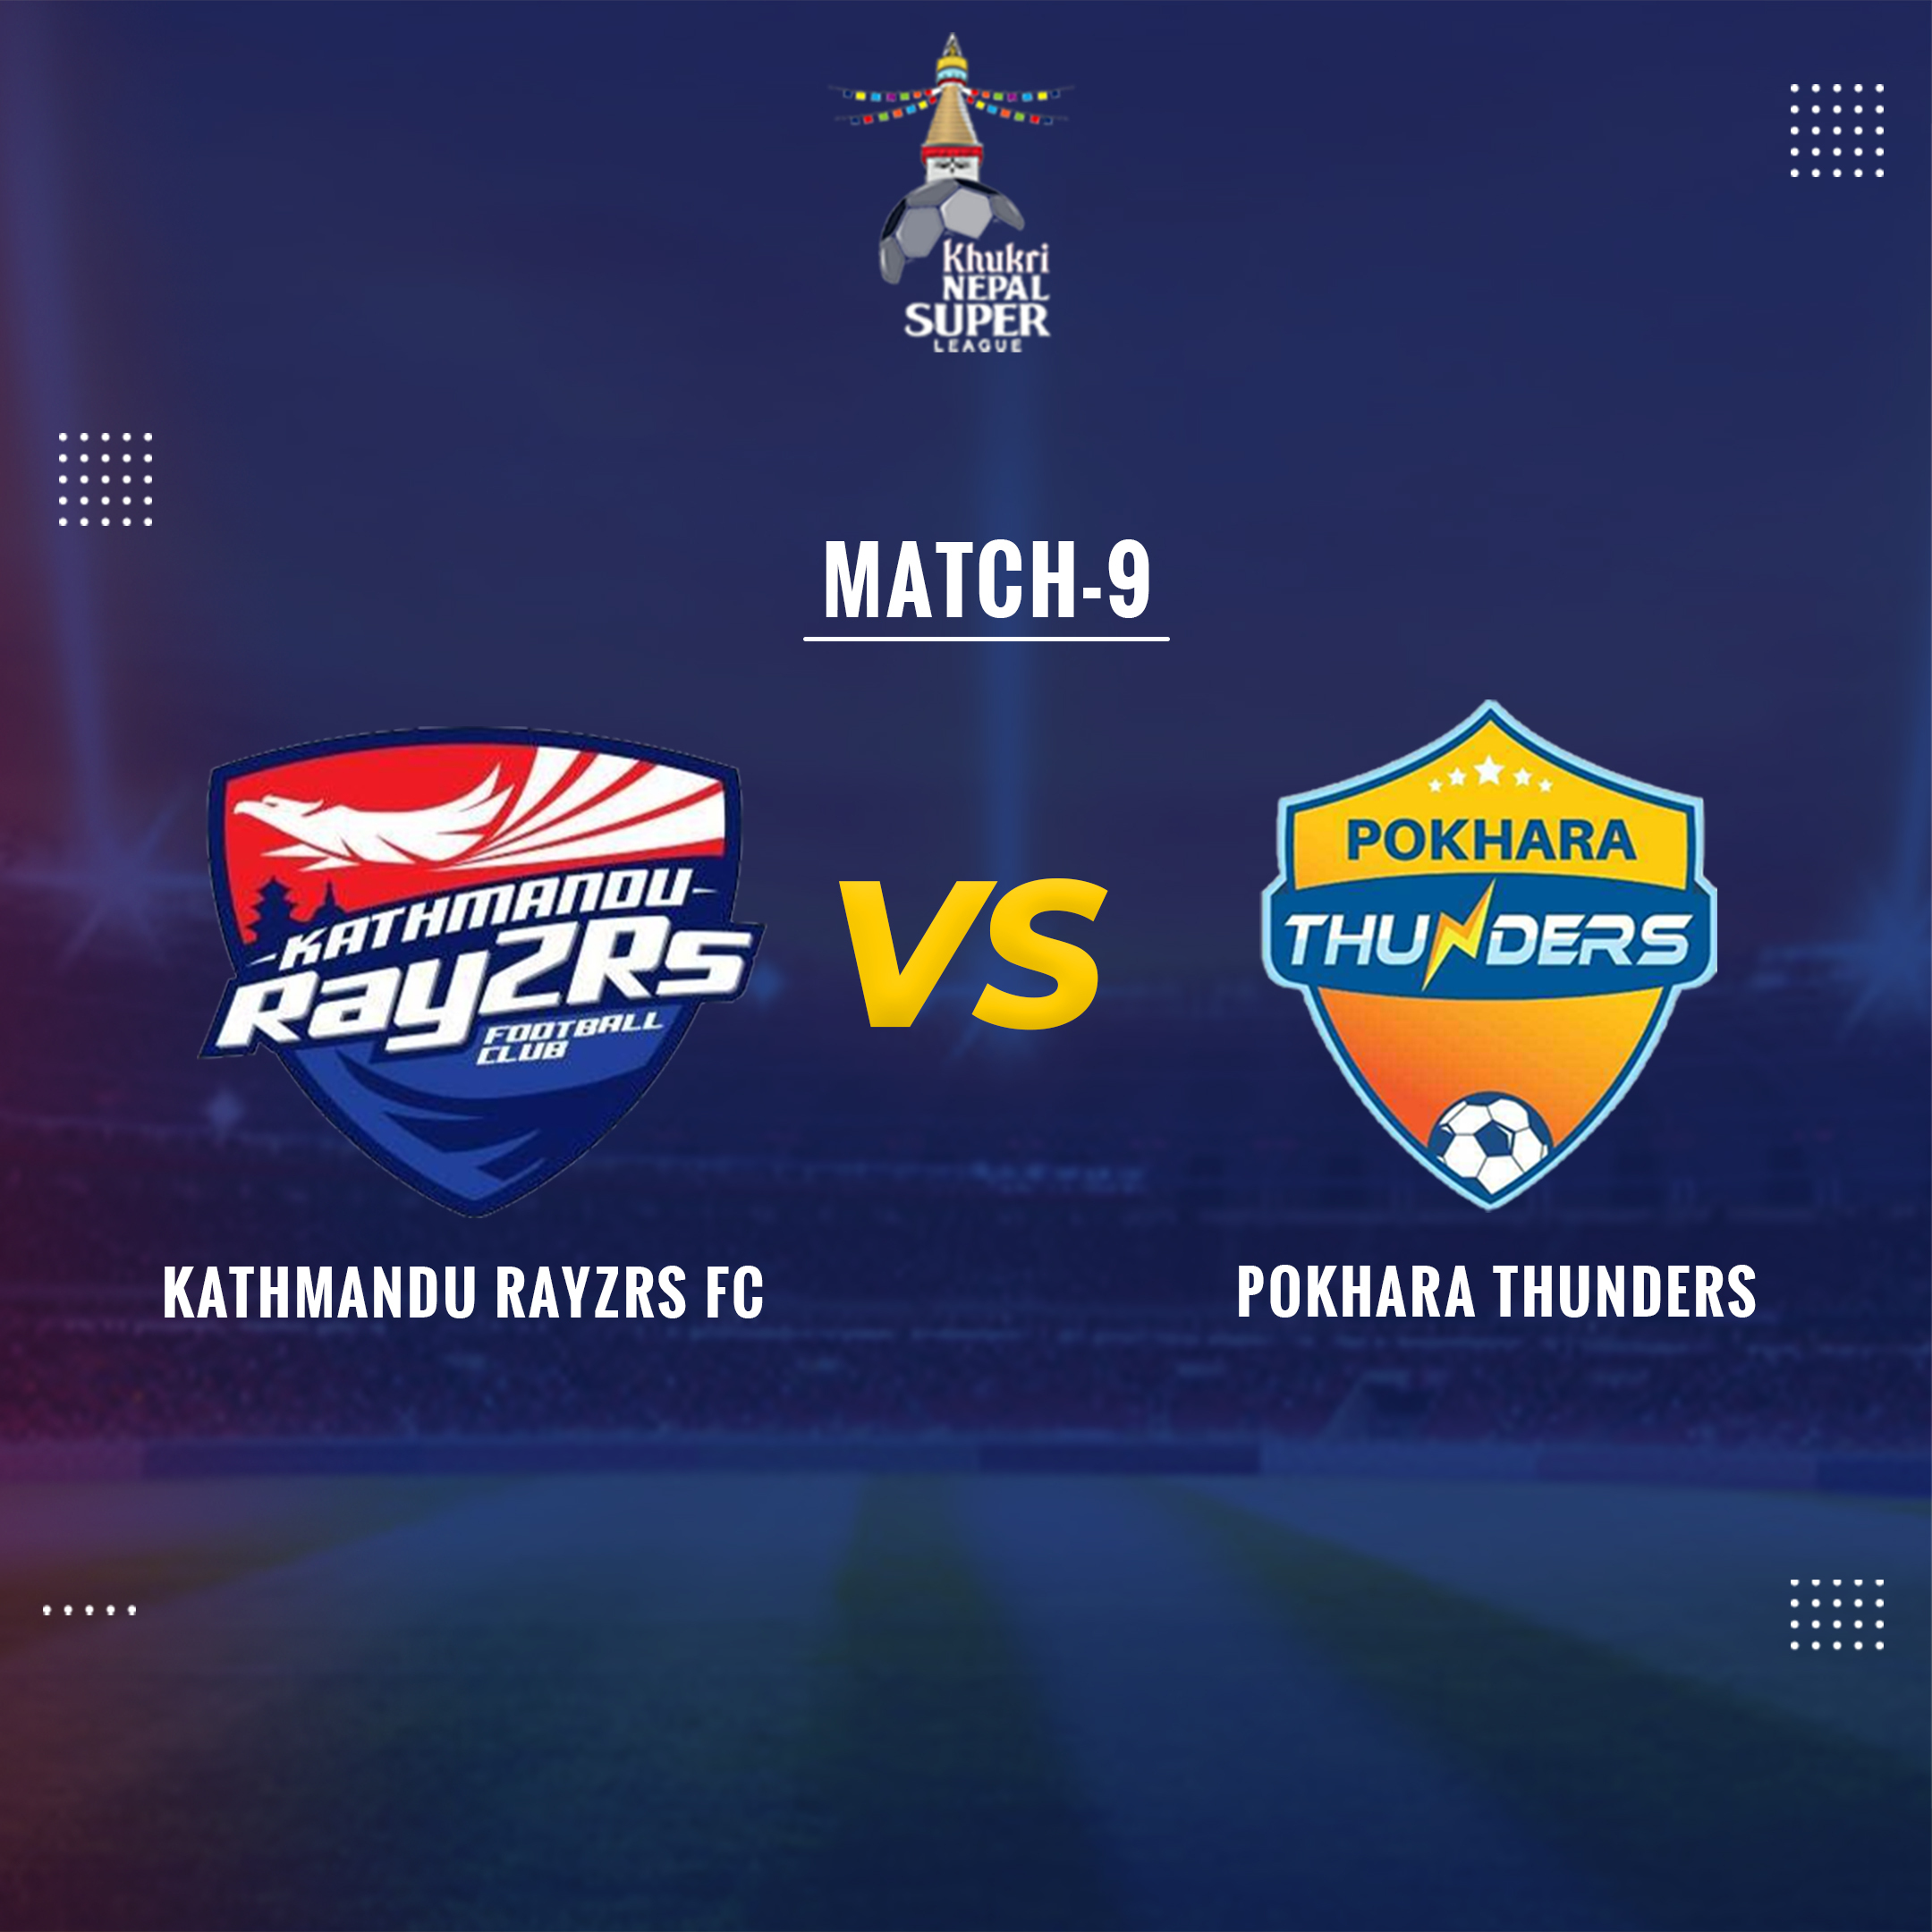 Khukri
NEPAL
SUPER
LEAGUE
MATCH-9
KATHMANDU
RayZRs
FOOTBALL
CLUB
VS
POKHARA
THUNDERS
KATHMANDU RAYZRS FC
POKHARA THUNDERS